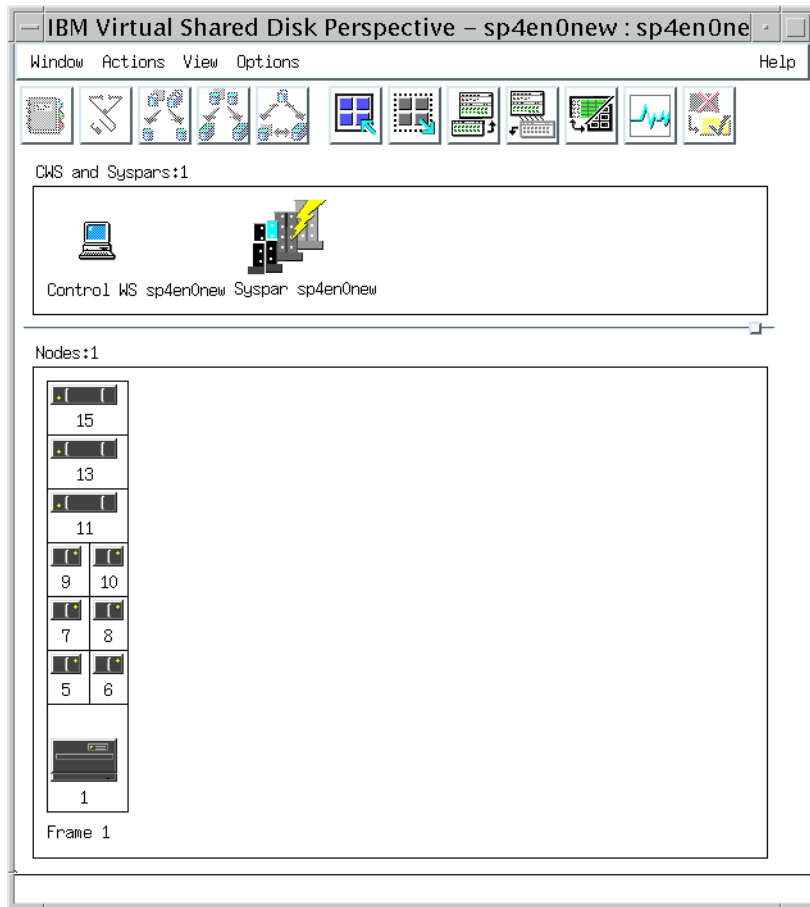 IBM Virtual Shared Disk Perspective – sp4en0new : sp4en0ne
Window Actions View Options Help
CWS and Syspars:1
Control WS sp4en0new Syspar sp4en0new
Nodes:1
15
13
11
9 10
7 8
5 6
1
Frame 1